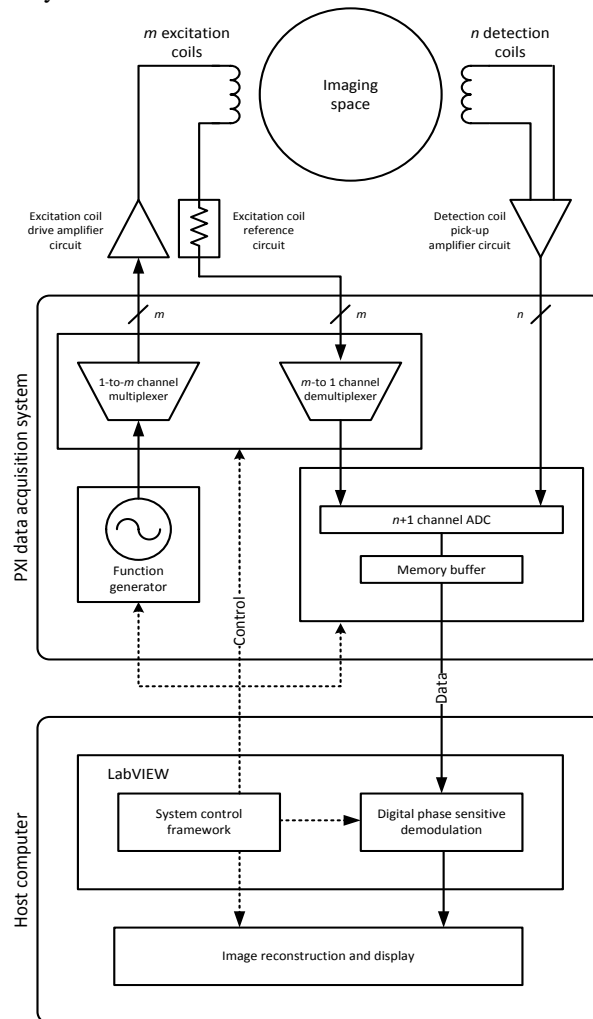 m excitation
coils
n detection
coils
Imaging
space
Excitation coil
drive amplifier
circuit
Excitation coil
reference
circuit
Detection coil
pick-up
amplifier circuit
m
m
n
PXI data acquisition system
1-to-m channel
multiplexer
m-to 1 channel
demultiplexer
n+1 channel ADC
Memory buffer
Function
generator
Control
Data
Host computer
LabVIEW
System control
framework
Digital phase sensitive
demodulation
Image reconstruction and display